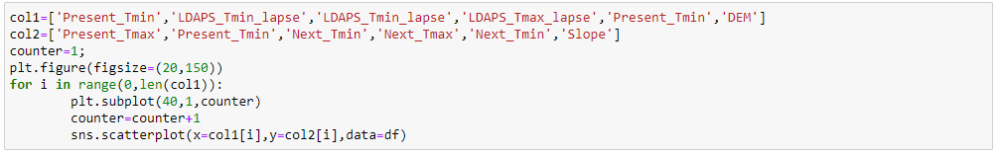 col1=['Present_Tmin','LDAPS_Tmin_lapse','LDAPS_Tmin_lapse','LDAPS_Tmax_lapse','Present_Tmin','DEM']
col2=['Present_Tmax','Present_Tmin','Next_Tmin','Next_Tmax','Next_Tmin','Slope']
counter=1;
plt.figure(figsize=(20,150))
for i in range(0,len(col1)):
        plt.subplot(40,1,counter)
        counter=counter+1
        sns.scatterplot(x=col1[i],y=col2[i],data=df)